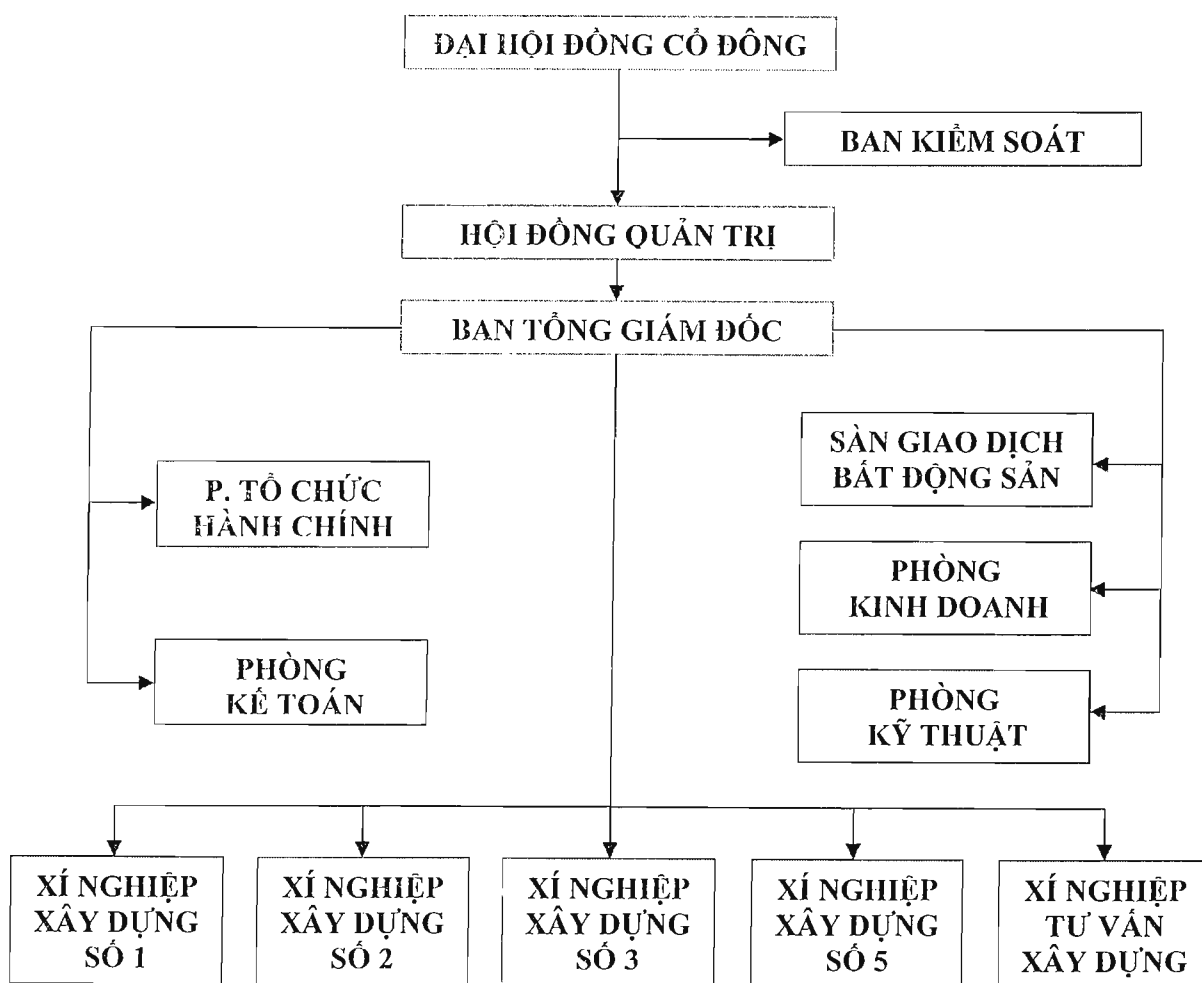 ĐẠI HỘI ĐỒNG CỔ ĐÔNG
BAN KIỂM SOÁT
HỘI ĐỒNG QUẢN TRỊ
BAN TỔNG GIÁM ĐỐC
SÀN GIAO DỊCH
BẤT ĐỘNG SẢN
P. TỔ CHỨC
HÀNH CHÍNH
PHÒNG
KINH DOANH
PHÒNG
KẾ TOÁN
PHÒNG
KỸ THUẬT
XÍ NGHIỆP
XÂY DỰNG
SỐ 1
XÍ NGHIỆP
XÂY DỰNG
SỐ 2
XÍ NGHIỆP
XÂY DỰNG
SỐ 3
XÍ NGHIỆP
XÂY DỰNG
SỐ 5
XÍ NGHIỆP
TƯ VẤN
XÂY DỰNG